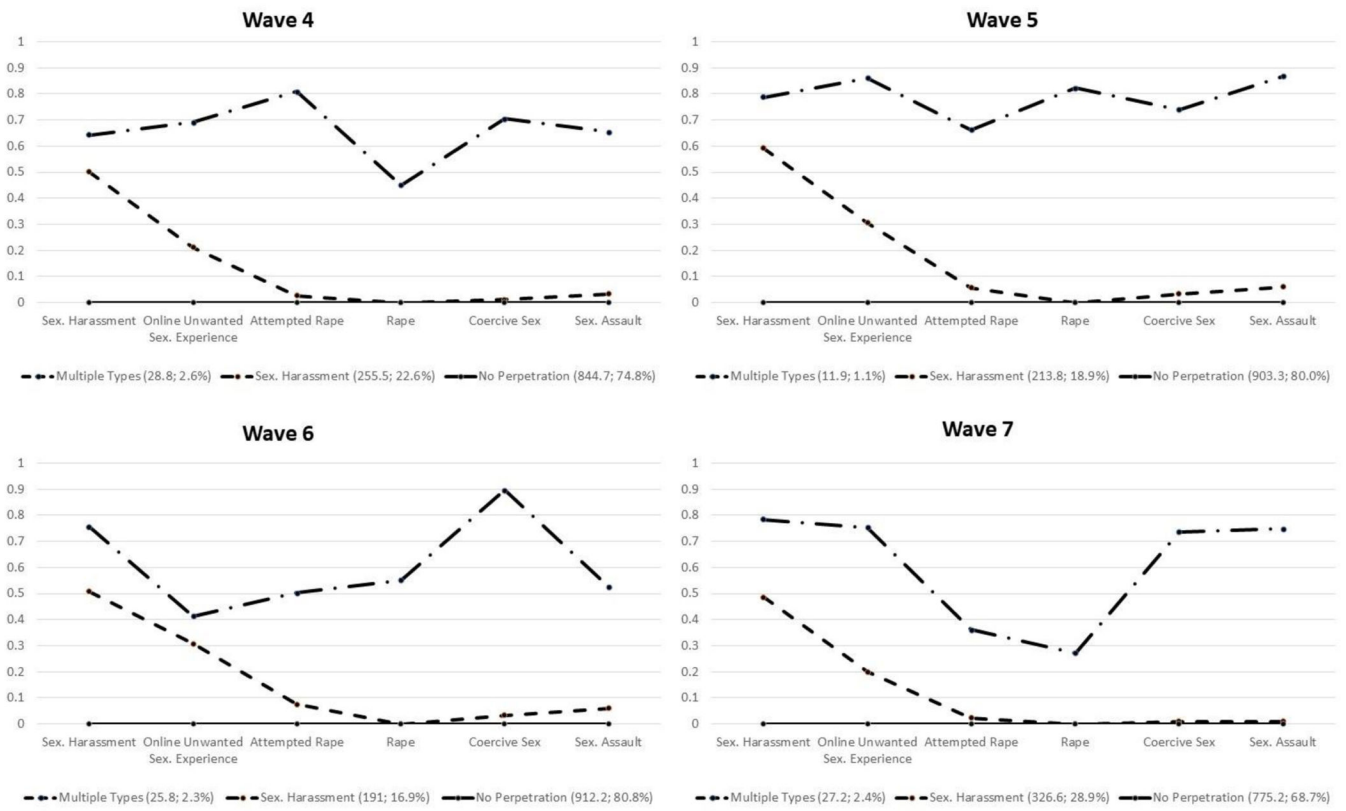 Wave 4
1
0.9
0.8
0.7
0.6
0.5
0.4
0.3
0.2
0.1
0
Sex. Harassment Online Unwanted Attempted Rape Rape Coercive Sex Sex. Assault
Sex. Experience
Multiple Types (28.8; 2.6%) Sex. Harassment (255.5; 22.6%) No Perpetration (844.7; 74.8%)
Wave 5
1
0.9
0.8
0.7
0.6
0.5
0.4
0.3
0.2
0.1
0
Sex. Harassment Online Unwanted Attempted Rape Rape Coercive Sex Sex. Assault
Sex. Experience
Multiple Types (11.9; 1.1%) Sex. Harassment (213.8; 18.9%) No Perpetration (903.3; 80.0%)
Wave 6
1
0.9
0.8
0.7
0.6
0.5
0.4
0.3
0.2
0.1
0
Sex. Harassment Online Unwanted Attempted Rape Rape Coercive Sex Sex. Assault
Sex. Experience
Multiple Types (25.8; 2.3%) Sex. Harassment (191; 16.9%) No Perpetration (912.2; 80.8%)
Wave 7
1
0.9
0.8
0.7
0.6
0.5
0.4
0.3
0.2
0.1
0
Sex. Harassment Online Unwanted Attempted Rape Rape Coercive Sex Sex. Assault
Sex. Experience
Multiple Types (27.2; 2.4%) Sex. Harassment (326.6; 28.9%) No Perpetration (775.2; 68.7%)